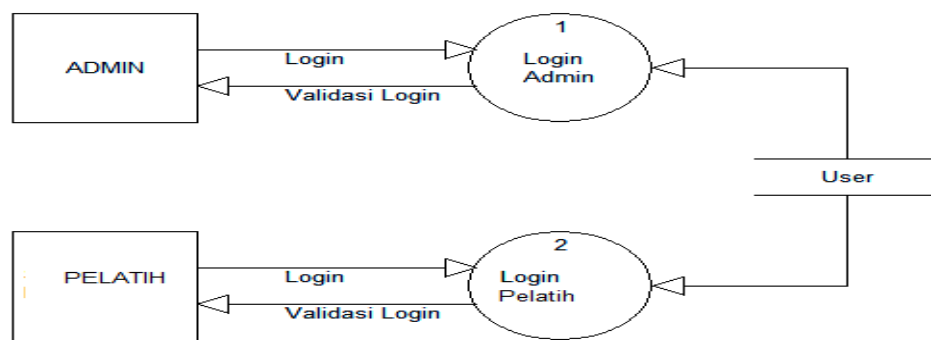 1
ADMIN
Login
Login
Admin
Validasi Login
User
2
PELATIH
Login
Login
Pelatih
Validasi Login